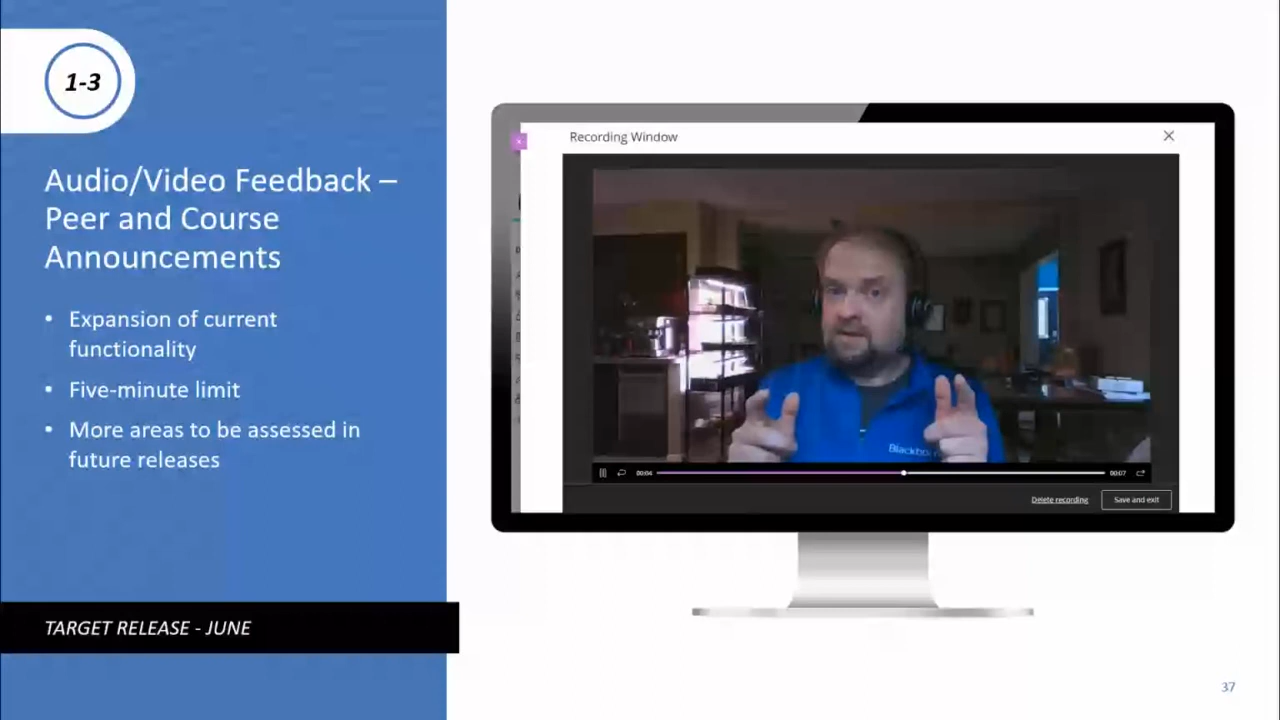 1-3
Audio/Video Feedback –
Peer and Course
Announcements
• Expansion of current
functionality
• Five-minute limit
• More areas to be assessed in
future releases
TARGET RELEASE - JUNE
Recording Window
00:04
00:07
Delete recording
Save and exit
37